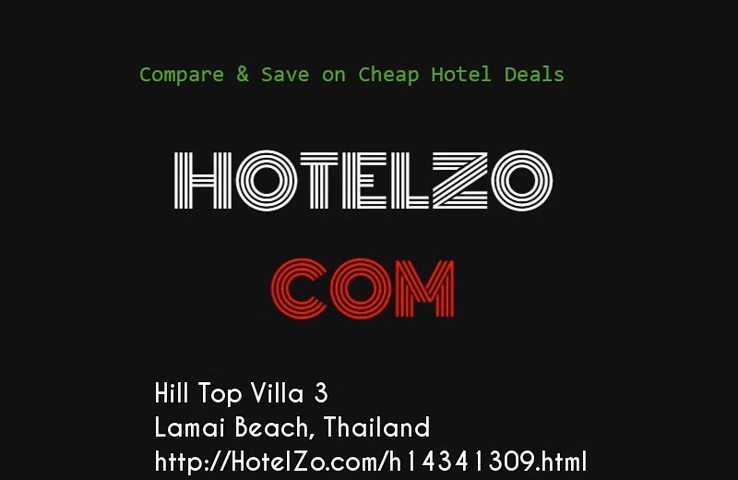 Compare & Save on Cheap Hotel Deals
HOTELZO
COM
Hill Top Villa 3
Lamai Beach, Thailand
http://HotelZo.com/h14341309.html